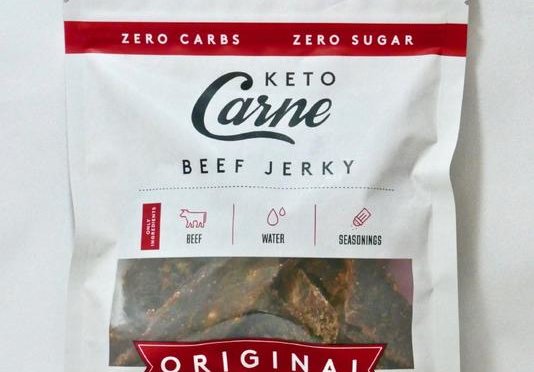 ZERO CARBS ZERO SUGAR
KETO
Carne
BEEF JERKY
ONLY
INGREDIENTS
BEEF WATER SEASONINGS
ORIGINAL